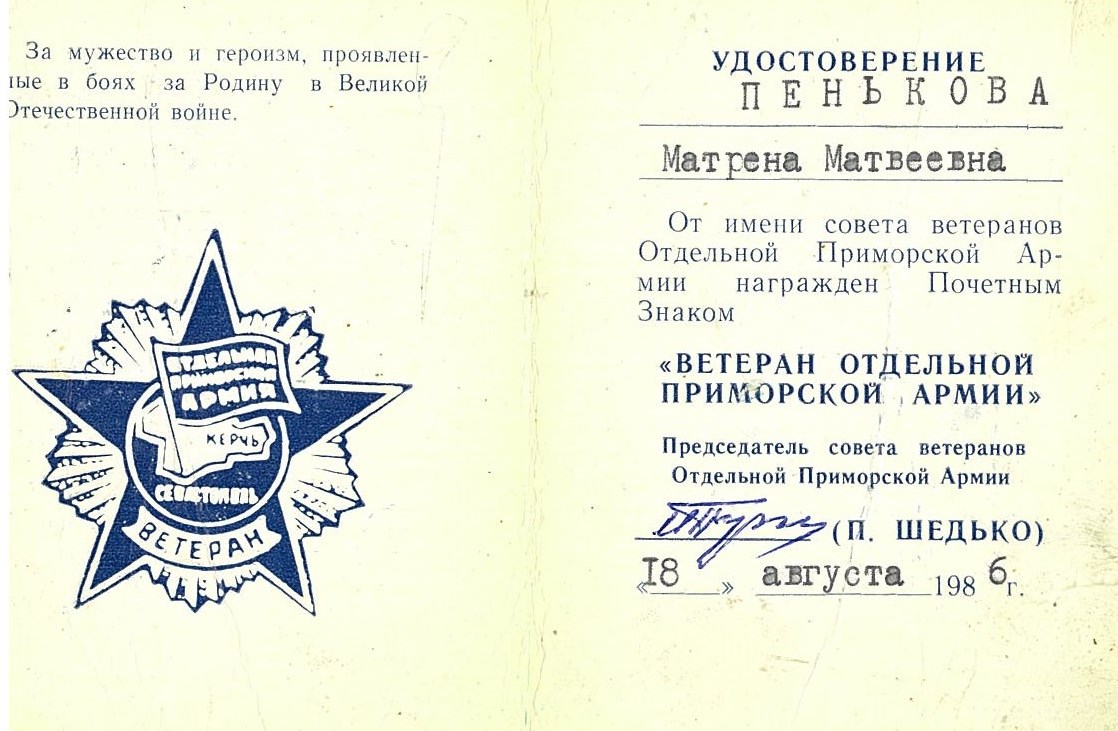 За мужество и героизм, проявлен-
ные в боях за Родину в Великой
Отечественной войне.
ОТДЕЛЬНАЯ
ПРИМОРСКАЯ
АРМИЯ
КЕРЧЬ
СЕВАСТОПОЛЬ
ВЕТЕРАН
УДОСТОВЕРЕНИЕ
ПЕНЬКОВА
Матрена Матвеевна
От имени совета ветеранов
Отдельной Приморской Ар-
мии награжден Почетным
Знаком
«ВЕТЕРАН ОТДЕЛЬНОЙ
ПРИМОРСКОЙ АРМИИ»
Председатель совета ветеранов
Отдельной Приморской Армии
(П. ШЕДЬКО)
«18» августа 1986г.